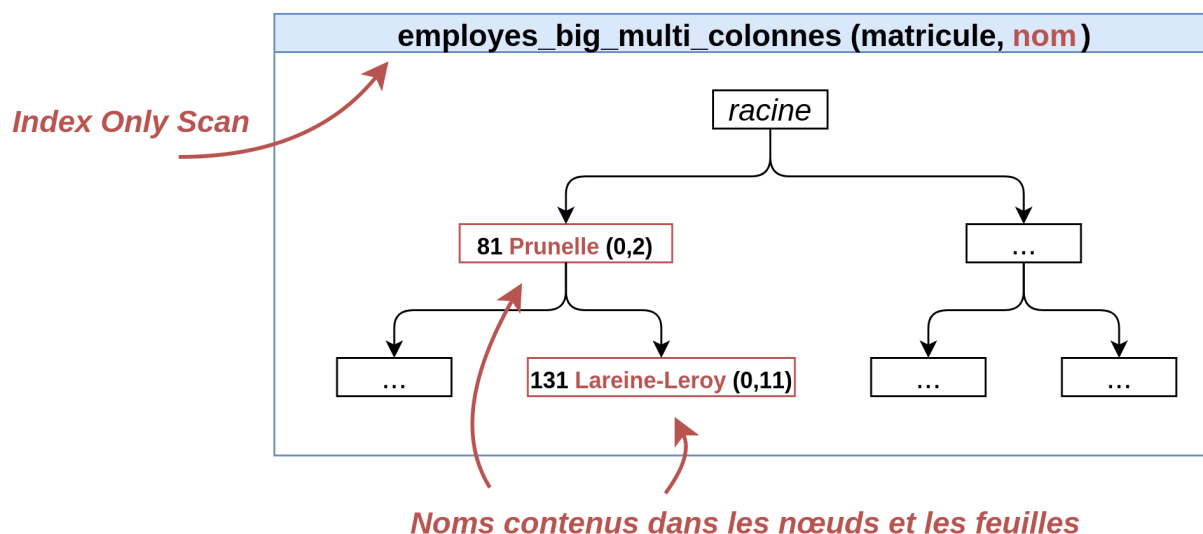 employes_big_multi_colonnes (matricule, nom)
Index Only Scan
racine
81 Prunelle (0,2)
...
...
131 Lareine-Leroy (0,11)
...
...
Noms contenus dans les nœuds et les feuilles